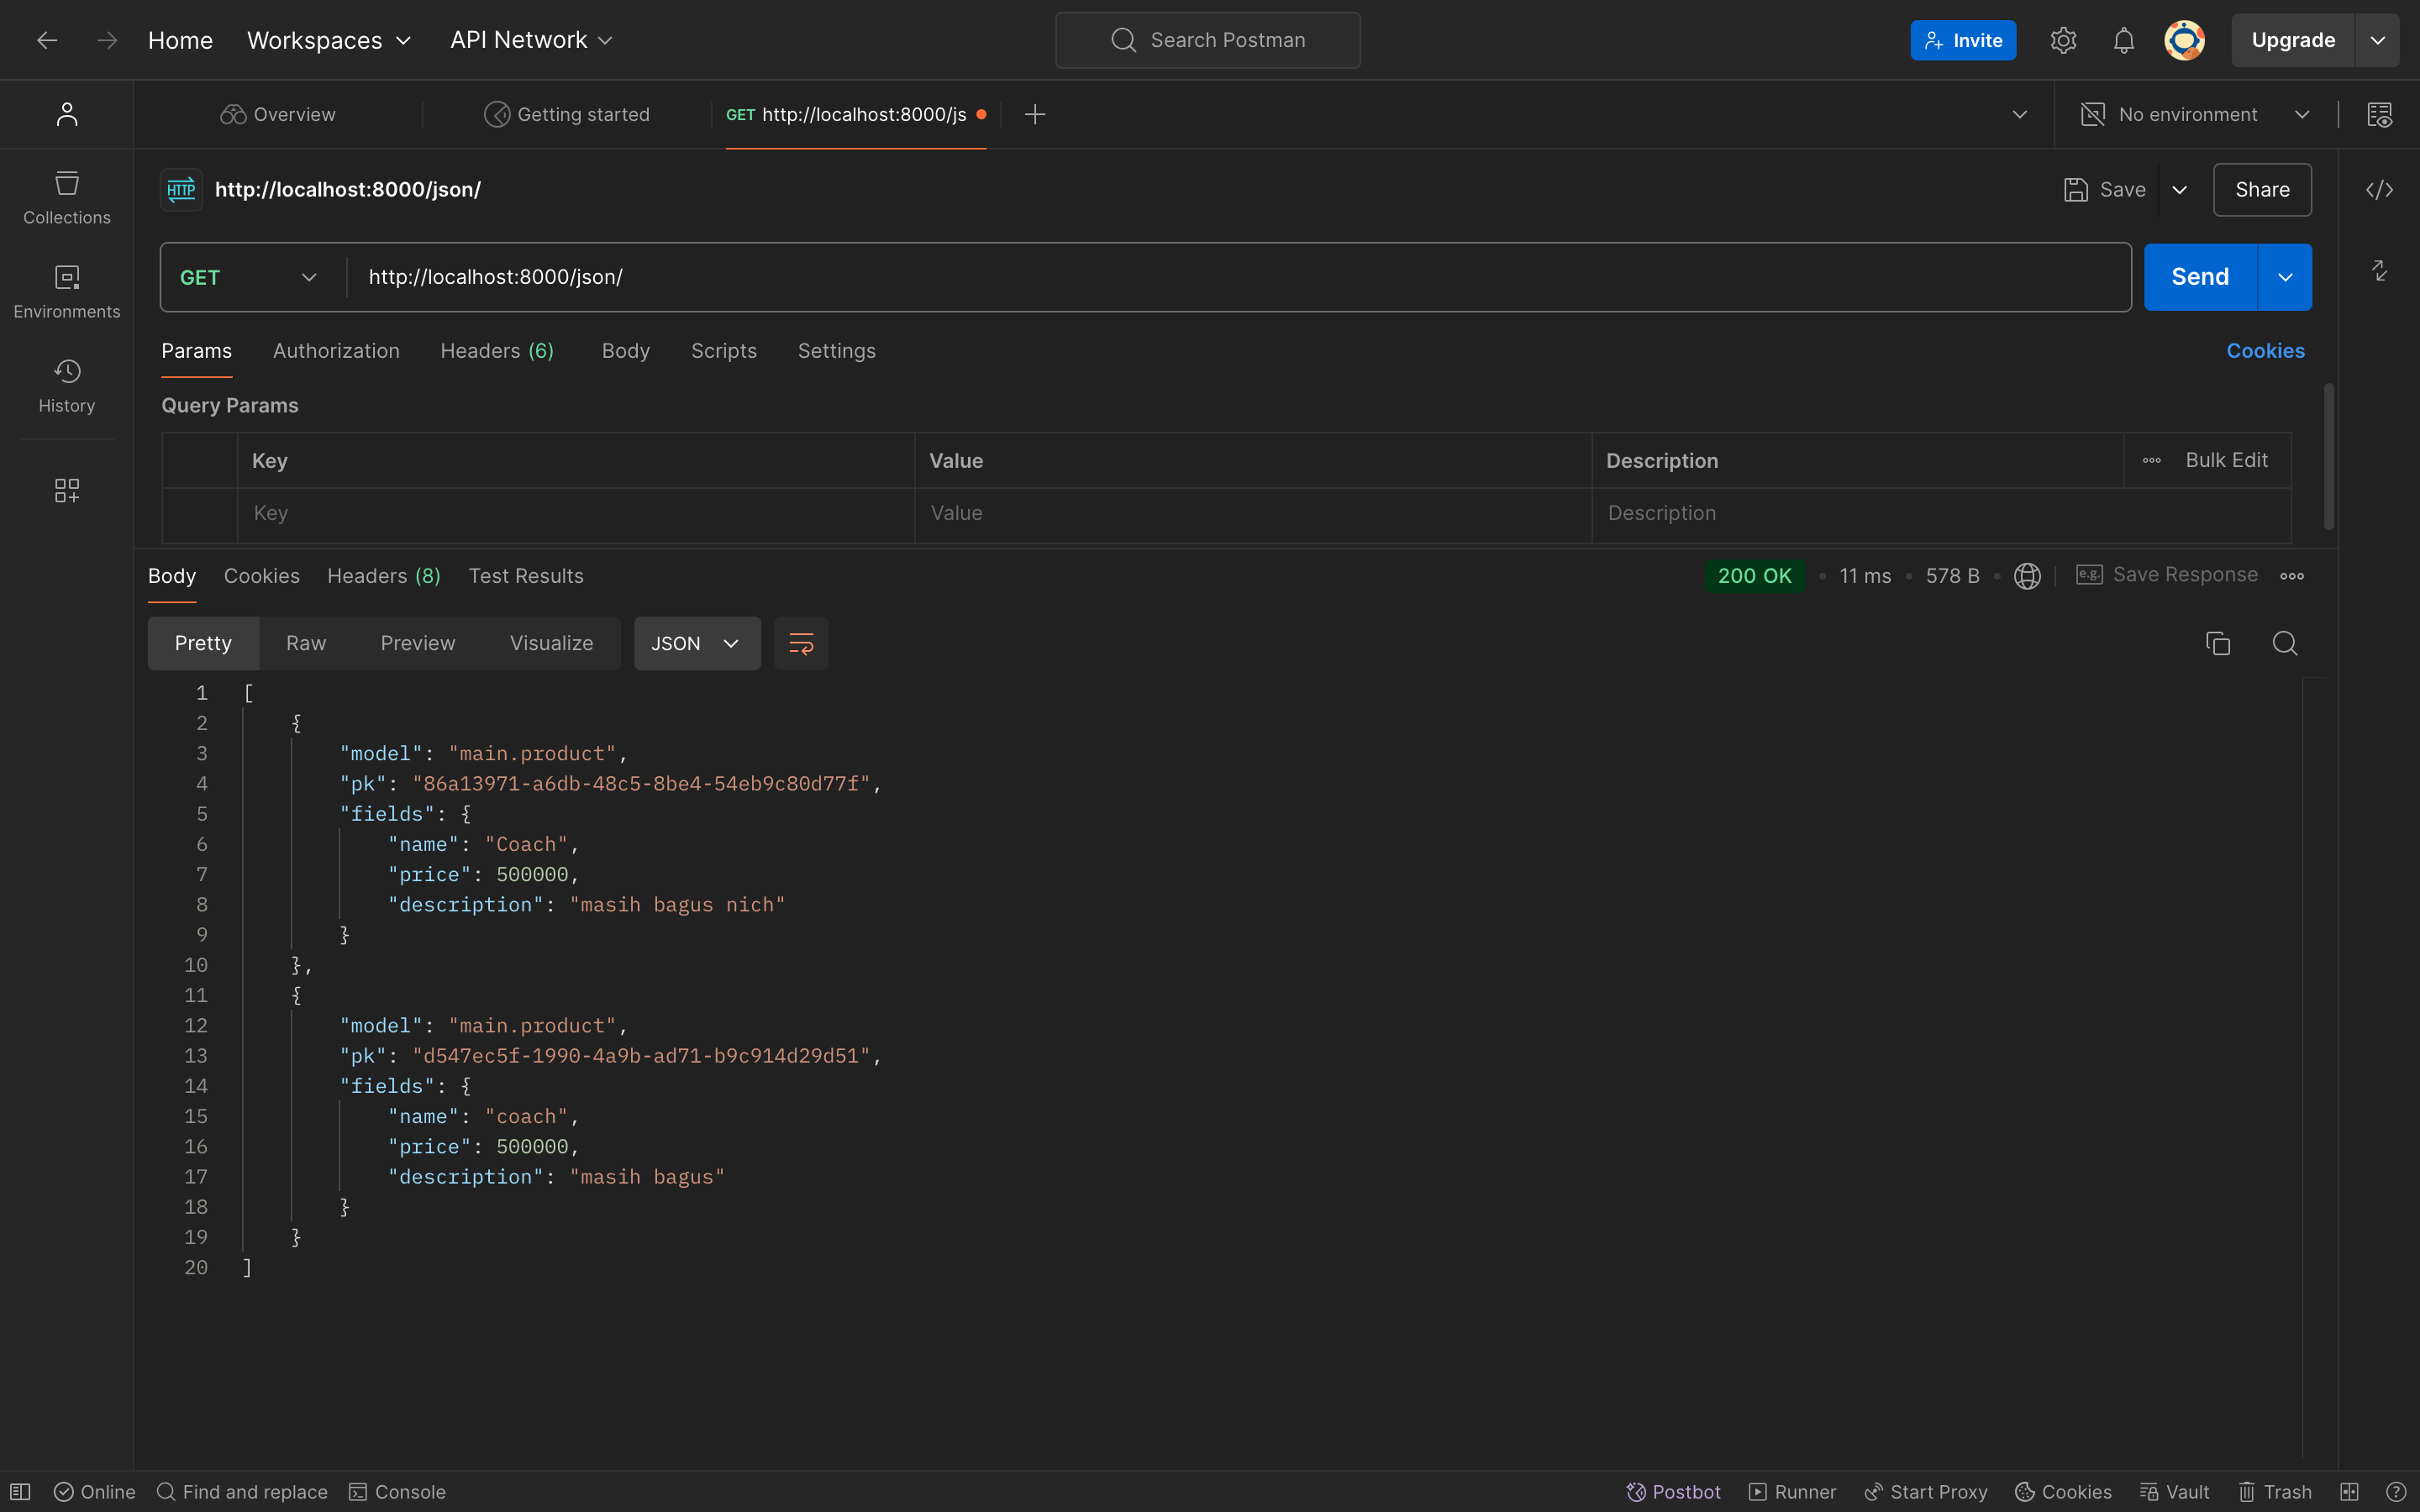 Home Workspaces API Network Search Postman Invite Upgrade
Overview Getting started GET http://localhost:8000/js No environment
HTTP http://localhost:8000/json/ Save Share
Collections
GET http://localhost:8000/json/ Send
Environments
Params Authorization Headers (6) Body Scripts Settings Cookies
History
Query Params
Key Value Description Bulk Edit
Key Value Description
Body Cookies Headers (8) Test Results 200 OK 11 ms 578 B e.g. Save Response
Pretty Raw Preview Visualize JSON
1 [
2 {
3 "model": "main.product",
4 "pk": "86a13971-a6db-48c5-8be4-54eb9c80d77f",
5 "fields": {
6 "name": "Coach",
7 "price": 500000,
8 "description": "masih bagus nich"
9 }
10 },
11 {
12 "model": "main.product",
13 "pk": "d547ec5f-1990-4a9b-ad71-b9c914d29d51",
14 "fields": {
15 "name": "coach",
16 "price": 500000,
17 "description": "masih bagus"
18 }
19 }
20 ]
Online Find and replace Console Postbot Runner Start Proxy Cookies Vault Trash